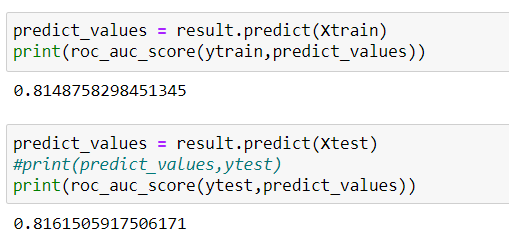 predict_values = result.predict(Xtrain)
print(roc_auc_score(ytrain,predict_values))
0.8148758298451345
predict_values = result.predict(Xtest)
#print(predict_values,ytest)
print(roc_auc_score(ytest,predict_values))
0.8161505917506171